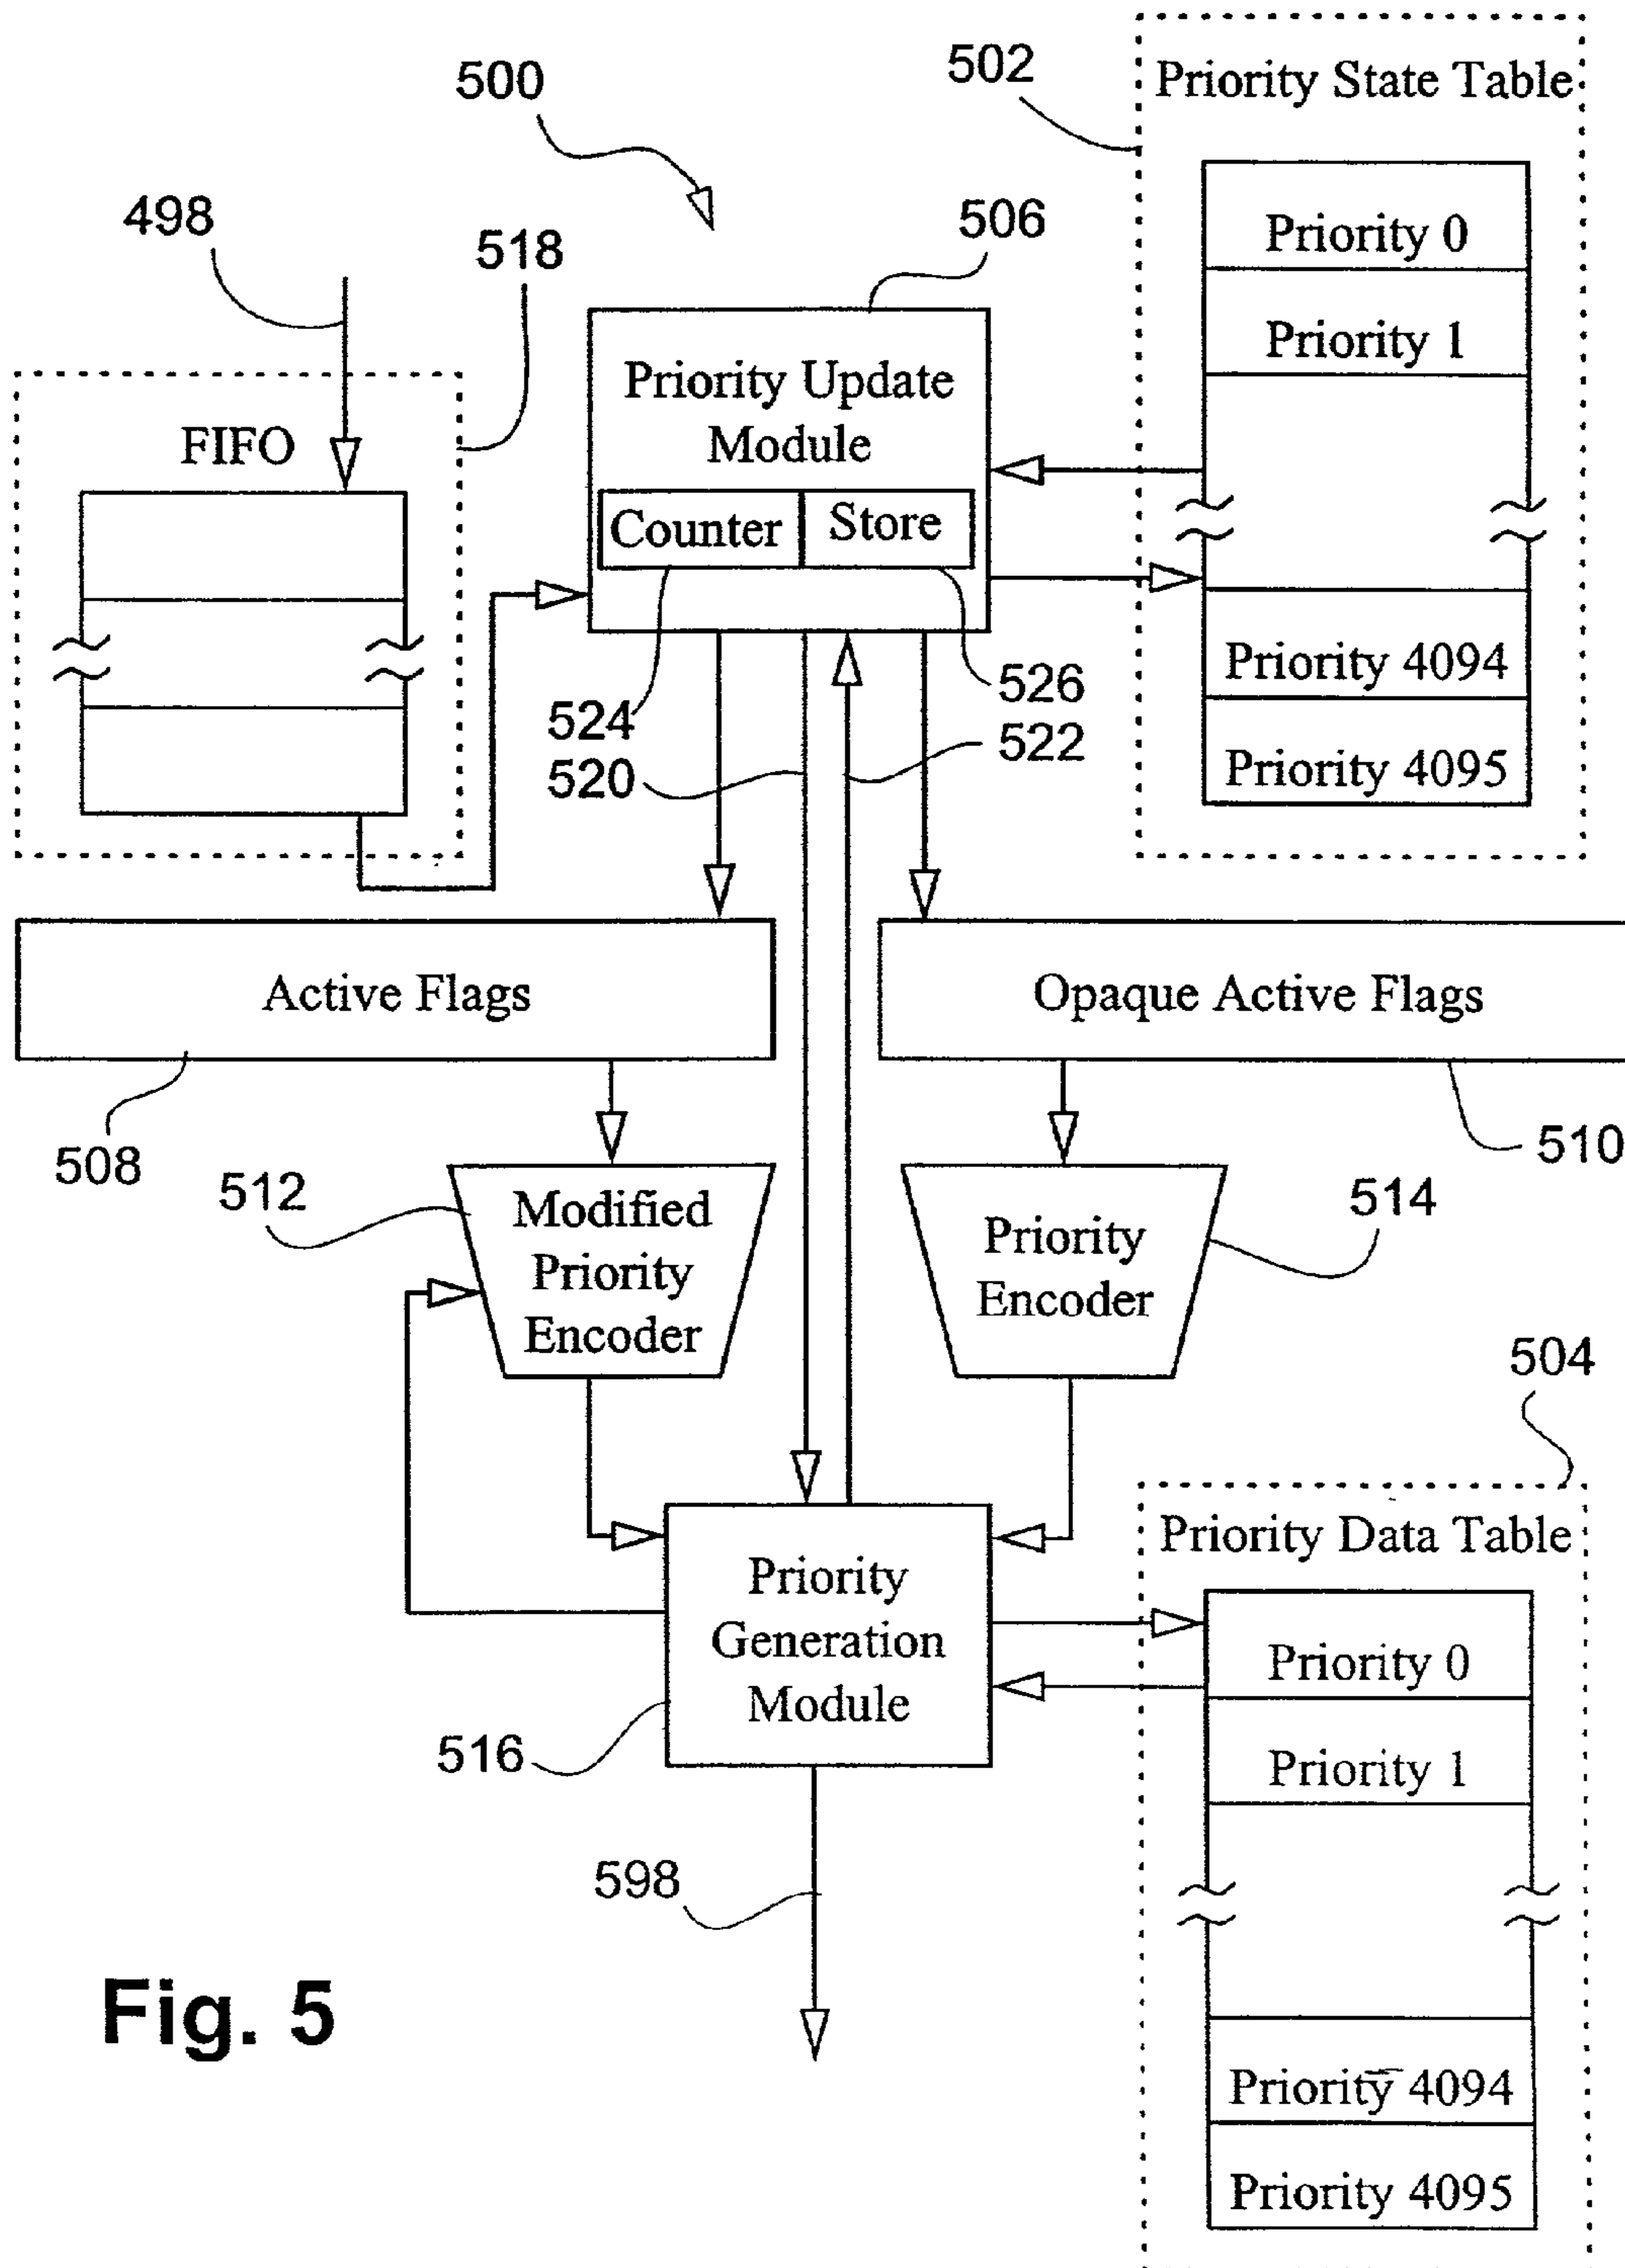 500
502
Priority State Table
498
518
506
Priority 0
Priority 1
Priority Update
Module
FIFO
Counter
Store
Priority 4094
Priority 4095
524
526
520
522
Active Flags
Opaque Active Flags
508
510
512
514
Modified
Priority
Encoder
Priority
Encoder
504
Priority Data Table
Priority
Generation
Module
Priority 0
Priority 1
516
598
Priority 4094
Priority 4095
Fig. 5